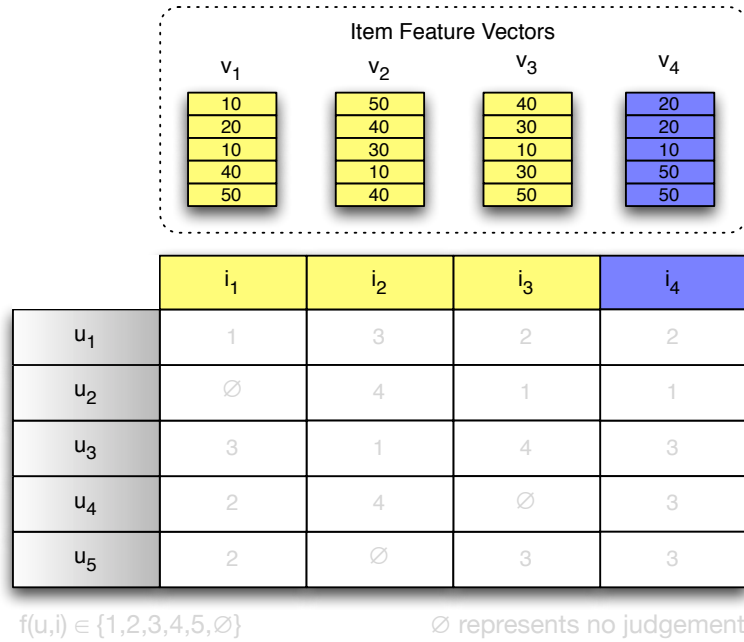 Item Feature Vectors
v1 v2 v3 v4
10 50 40 20
20 40 30 20
10 30 10 10
40 10 30 50
50 40 50 50
i1 i2 i3 i4
u1 1 3 2 2
u2 ∅ 4 1 1
u3 3 1 4 3
u4 2 4 ∅ 3
u5 2 ∅ 3 3
f(u,i) ∈ {1,2,3,4,5,∅} ∅ represents no judgement